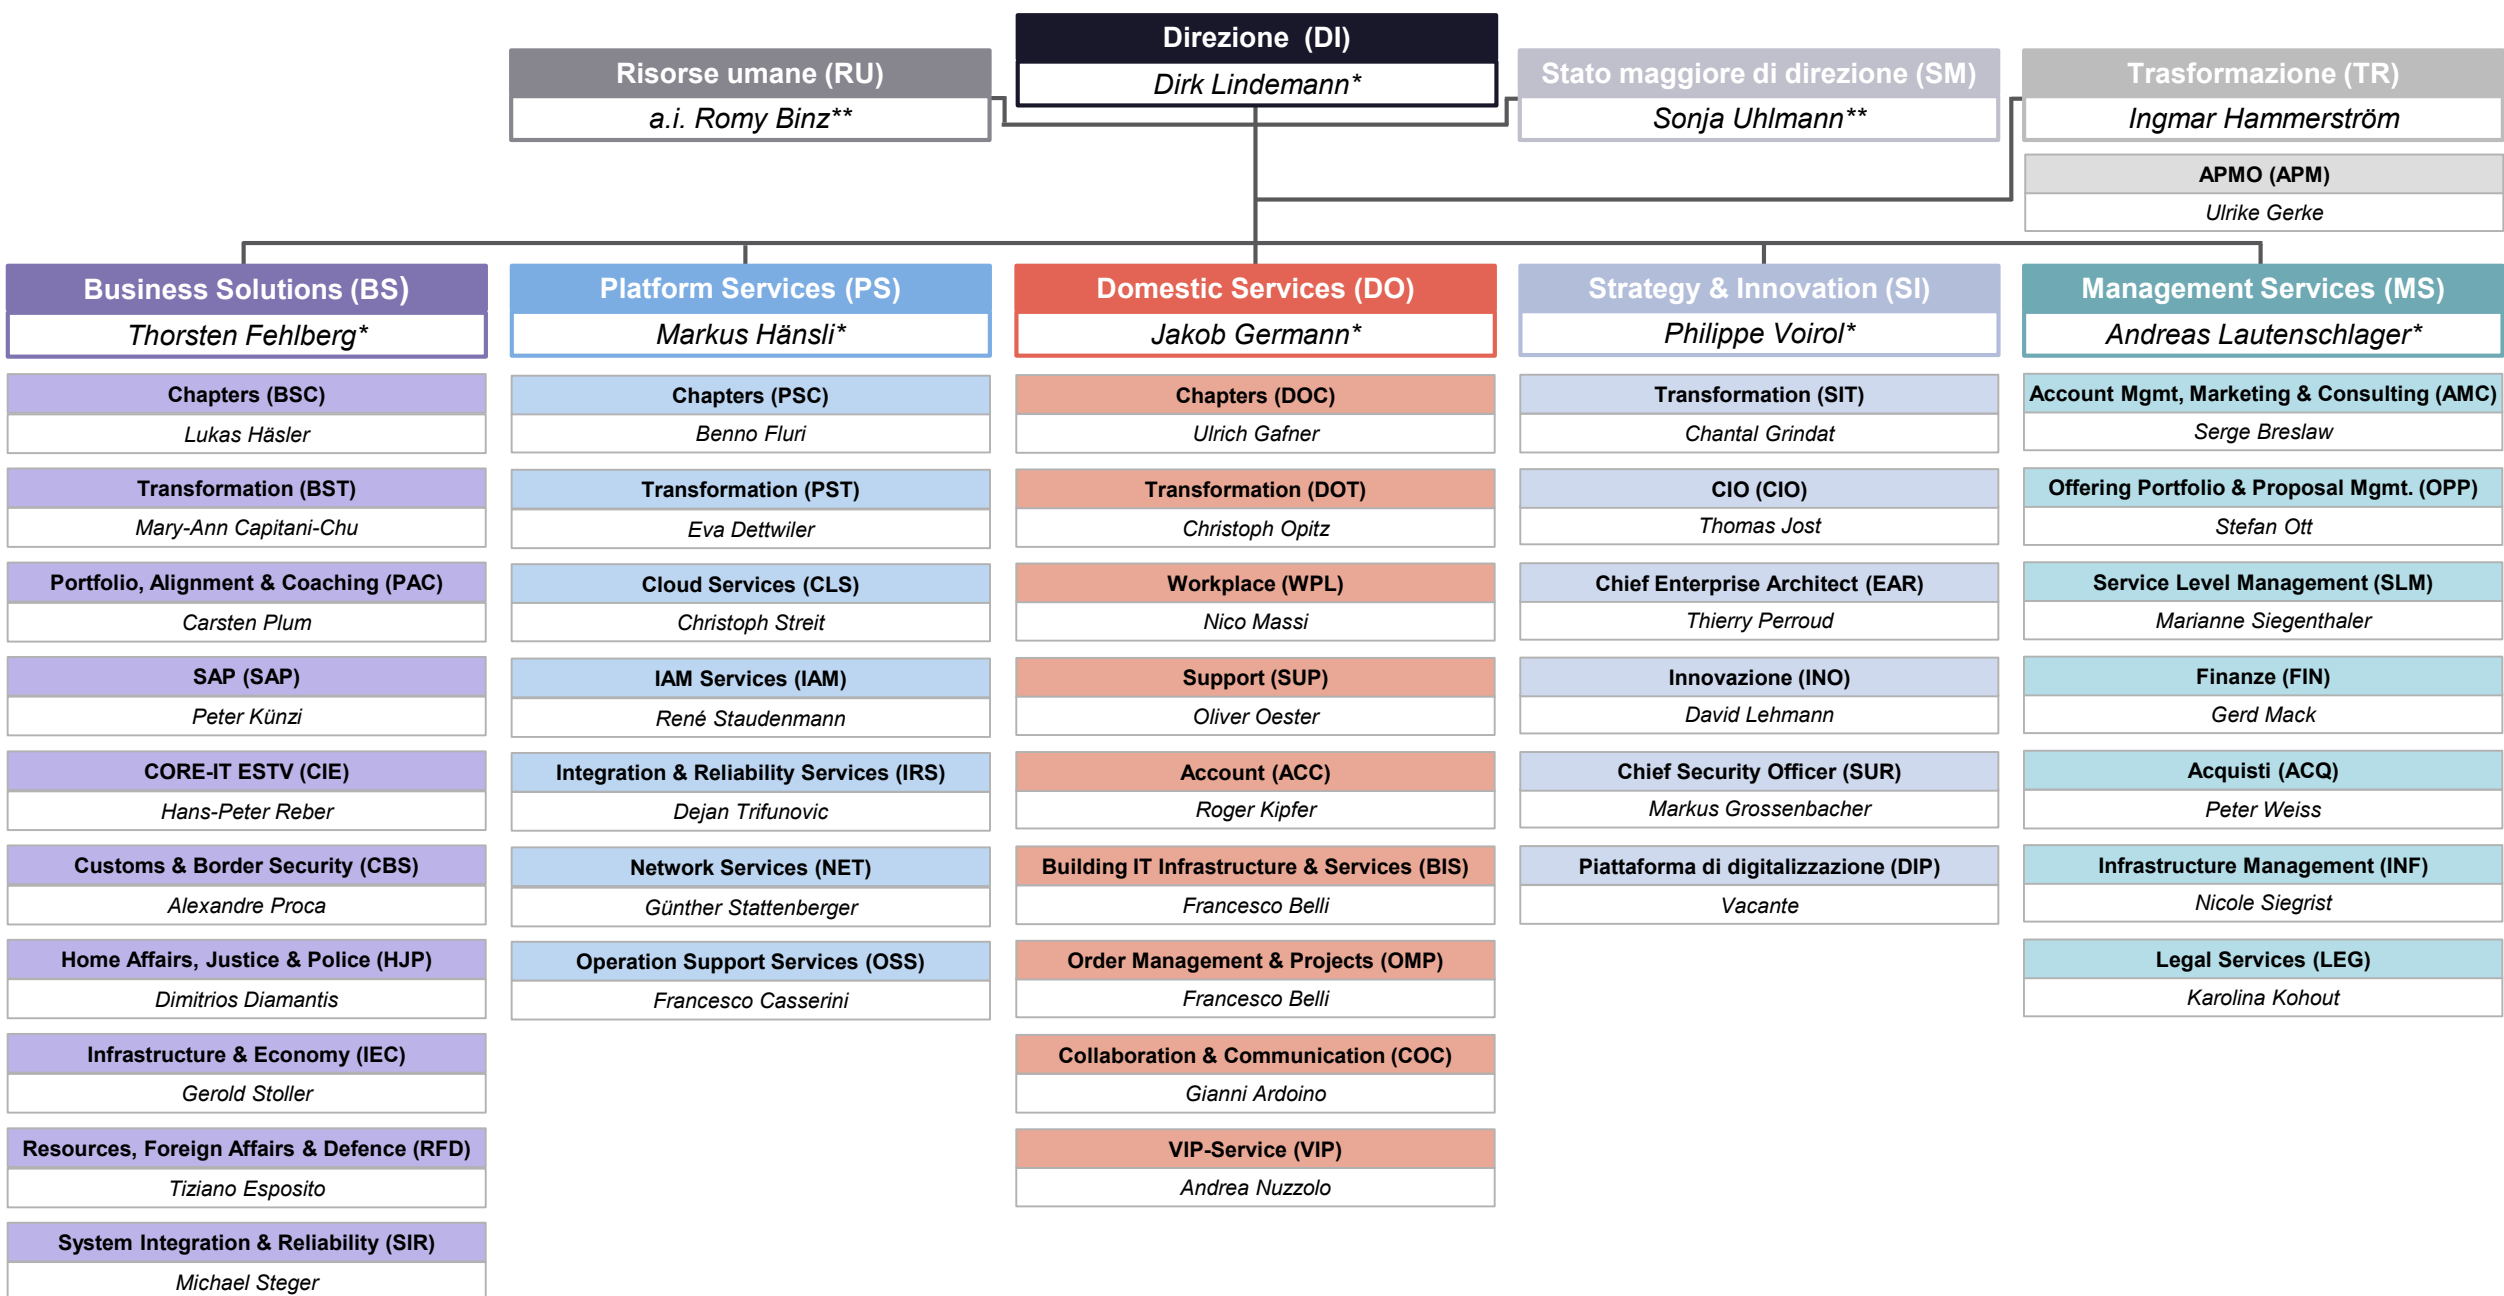 Direzione (DI)
Dirk Lindemann*
Risorse umane (RU)
a.i. Romy Binz**
Stato maggiore di direzione (SM)
Sonja Uhlmann**
Trasformazione (TR)
Ingmar Hammerström
APMO (APM)
Ulrike Gerke
Business Solutions (BS)
Thorsten Fehlberg*
Chapters (BSC)
Lukas Häsler
Transformation (BST)
Mary-Ann Capitani-Chu
Portfolio, Alignment & Coaching (PAC)
Carsten Plum
SAP (SAP)
Peter Künzi
CORE-IT ESTV (CIE)
Hans-Peter Reber
Customs & Border Security (CBS)
Alexandre Proca
Home Affairs, Justice & Police (HJP)
Dimitrios Diamantis
Infrastructure & Economy (IEC)
Gerold Stoller
Resources, Foreign Affairs & Defence (RFD)
Tiziano Esposito
System Integration & Reliability (SIR)
Michael Steger
Platform Services (PS)
Markus Hänsli*
Chapters (PSC)
Benno Fluri
Transformation (PST)
Eva Dettwiler
Cloud Services (CLS)
Christoph Streit
IAM Services (IAM)
René Staudenmann
Integration & Reliability Services (IRS)
Dejan Trifunovic
Network Services (NET)
Günther Stattenberger
Operation Support Services (OSS)
Francesco Casserini
Domestic Services (DO)
Jakob Germann*
Chapters (DOC)
Ulrich Gafner
Transformation (DOT)
Christoph Opitz
Workplace (WPL)
Nico Massi
Support (SUP)
Oliver Oester
Account (ACC)
Roger Kipfer
Building IT Infrastructure & Services (BIS)
Francesco Belli
Order Management & Projects (OMP)
Francesco Belli
Collaboration & Communication (COC)
Gianni Ardoino
VIP-Service (VIP)
Andrea Nuzzolo
Strategy & Innovation (SI)
Philippe Voirol*
Transformation (SIT)
Chantal Grindat
CIO (CIO)
Thomas Jost
Chief Enterprise Architect (EAR)
Thierry Perroud
Innovazione (INO)
David Lehmann
Chief Security Officer (SUR)
Markus Grossenbacher
Piattaforma di digitalizzazione (DIP)
Vacante
Management Services (MS)
Andreas Lautenschlager*
Account Mgmt, Marketing & Consulting (AMC)
Serge Breslaw
Offering Portfolio & Proposal Mgmt. (OPP)
Stefan Ott
Service Level Management (SLM)
Marianne Siegenthaler
Finanze (FIN)
Gerd Mack
Acquisti (ACQ)
Peter Weiss
Infrastructure Management (INF)
Nicole Siegrist
Legal Services (LEG)
Karolina Kohout